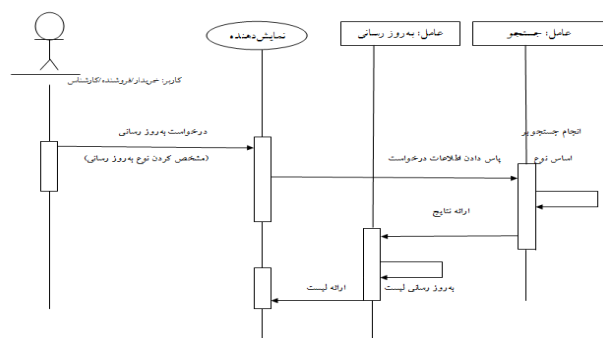 نمایش‌دهنده
عامل: به‌روز رسانی
عامل: جستجو
کاربر: خریدار/فروشنده/کارشناس
درخواست به‌روز رسانی
(مشخص کردن نوع به‌روز رسانی)
انجام جستجو بر
اساس نوع
پاس دادن اطلاعات درخواست
ارائه نتایج
به‌روز رسانی لیست
ارائه لیست